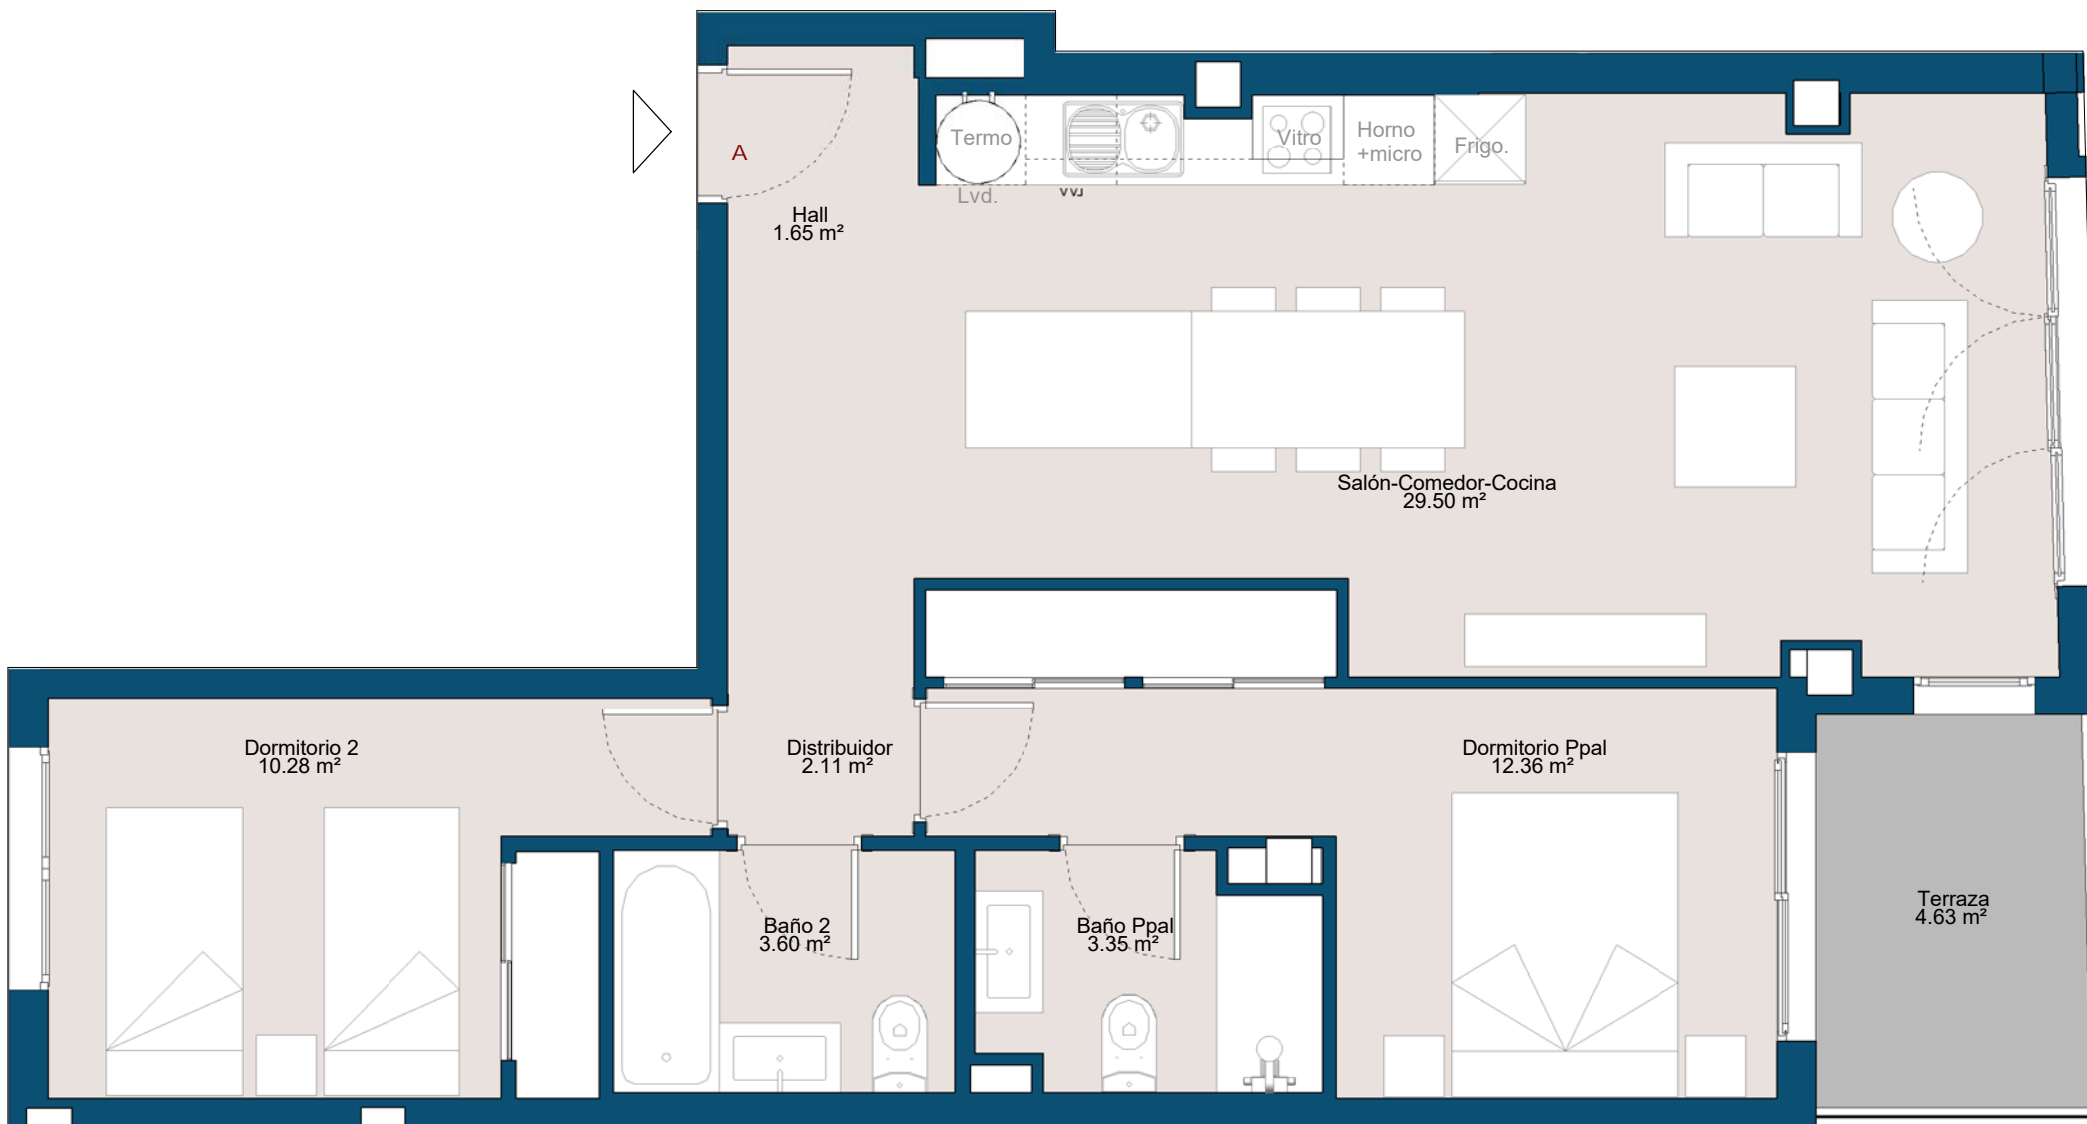 A
Termo
Lvd.
Vitro
Horno
+micro
Frigo.
Hall
1.65 m²
Salón-Comedor-Cocina
29.50 m²
Dormitorio 2
10.28 m²
Distribuidor
2.11 m²
Dormitorio Ppal
12.36 m²
Baño 2
3.60 m²
Baño Ppal
3.35 m²
Terraza
4.63 m²